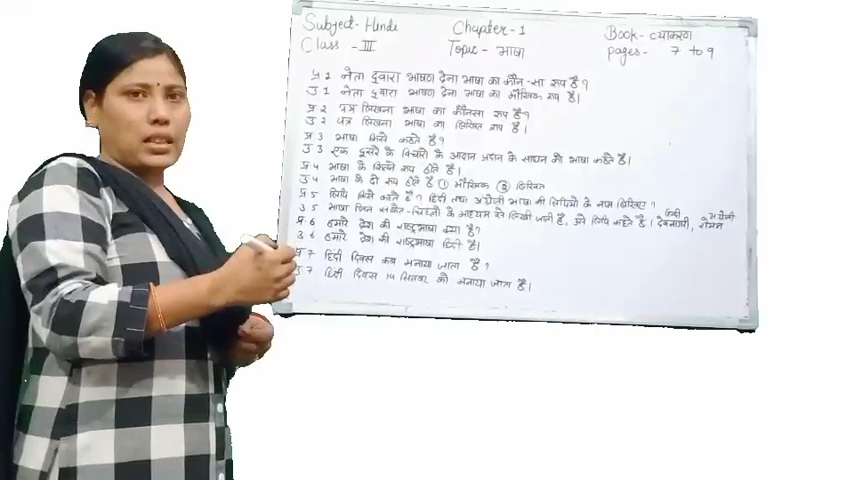 Subject- Hindi Chapter-1 Book- व्याकरण
Class - III Topic- भाषा pages- 7 to 9
प्र 1 नेता द्वारा भाषण देना भाषा का कौन-सा रूप है?
उ 1 नेता द्वारा भाषण देना भाषा का मौखिक रूप है।
प्र 2 पत्र लिखना भाषा का कौनसा रूप है?
उ 2 पत्र लिखना भाषा का लिखित रूप है।
प्र 3 भाषा किसे कहते है?
उ 3 एक दूसरे के विचारो के आदान प्रदान के साधन को भाषा कहते है।
प्र 4 भाषा के कितने रूप होते है।
उ 4 भाषा के दो रूप होते है ① मौखिक ② लिखित
प्र 5 लिपि किसे कहते है? हिंदी तथा अंग्रेजी भाषा की लिपियो के नाम लिखिए?
उ 5 भाषा जिन संकेत-चिह्नो के माध्यम से लिखी जाती है, उसे लिपि कहते है। हिन्दी देवनागरी, अंग्रेजी रोमन
प्र 6 हमारे देश की राष्ट्रभाषा क्या है?
उ 6 हमारे देश की राष्ट्रभाषा हिंदी है।
प्र 7 हिंदी दिवस कब मनाया जाता है?
उ 7 हिंदी दिवस 14 सितंबर को मनाया जाता है।